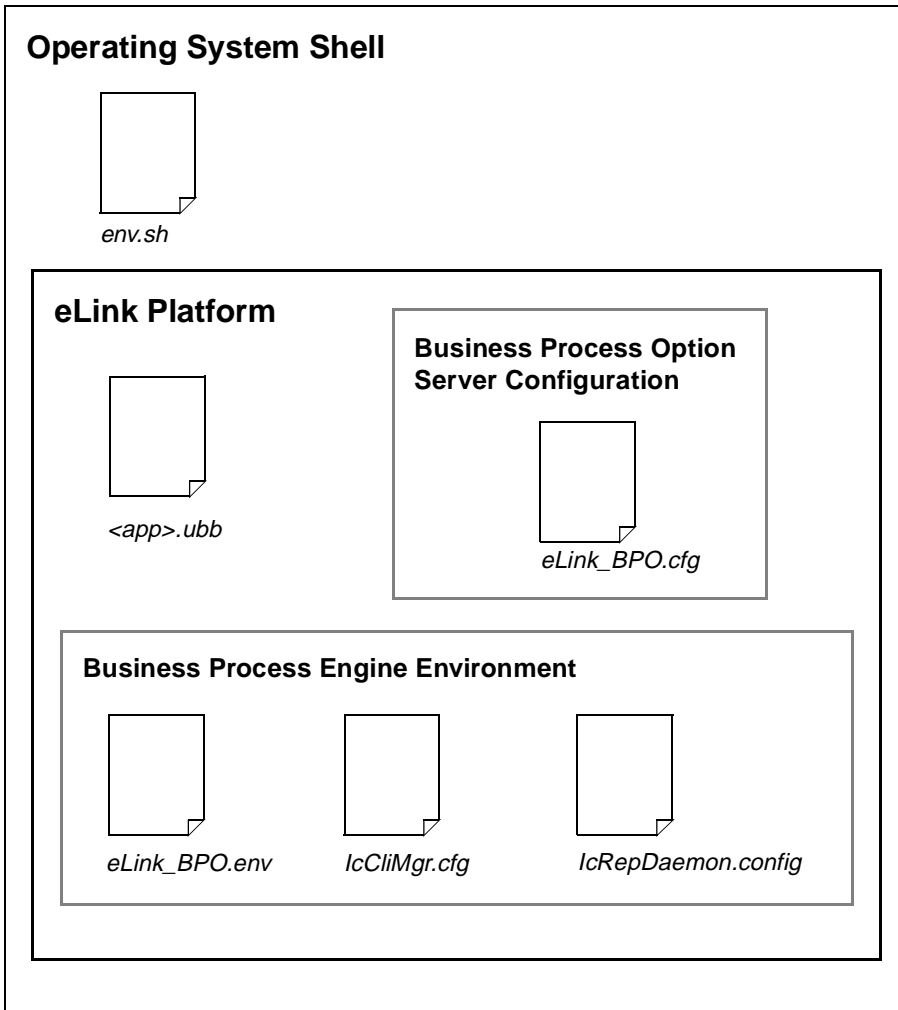 Operating System Shell
env.sh
eLink Platform
Business Process Option
Server Configuration
<app>.ubb
eLink_BPO.cfg
Business Process Engine Environment
eLink_BPO.env
IcCliMgr.cfg
IcRepDaemon.config